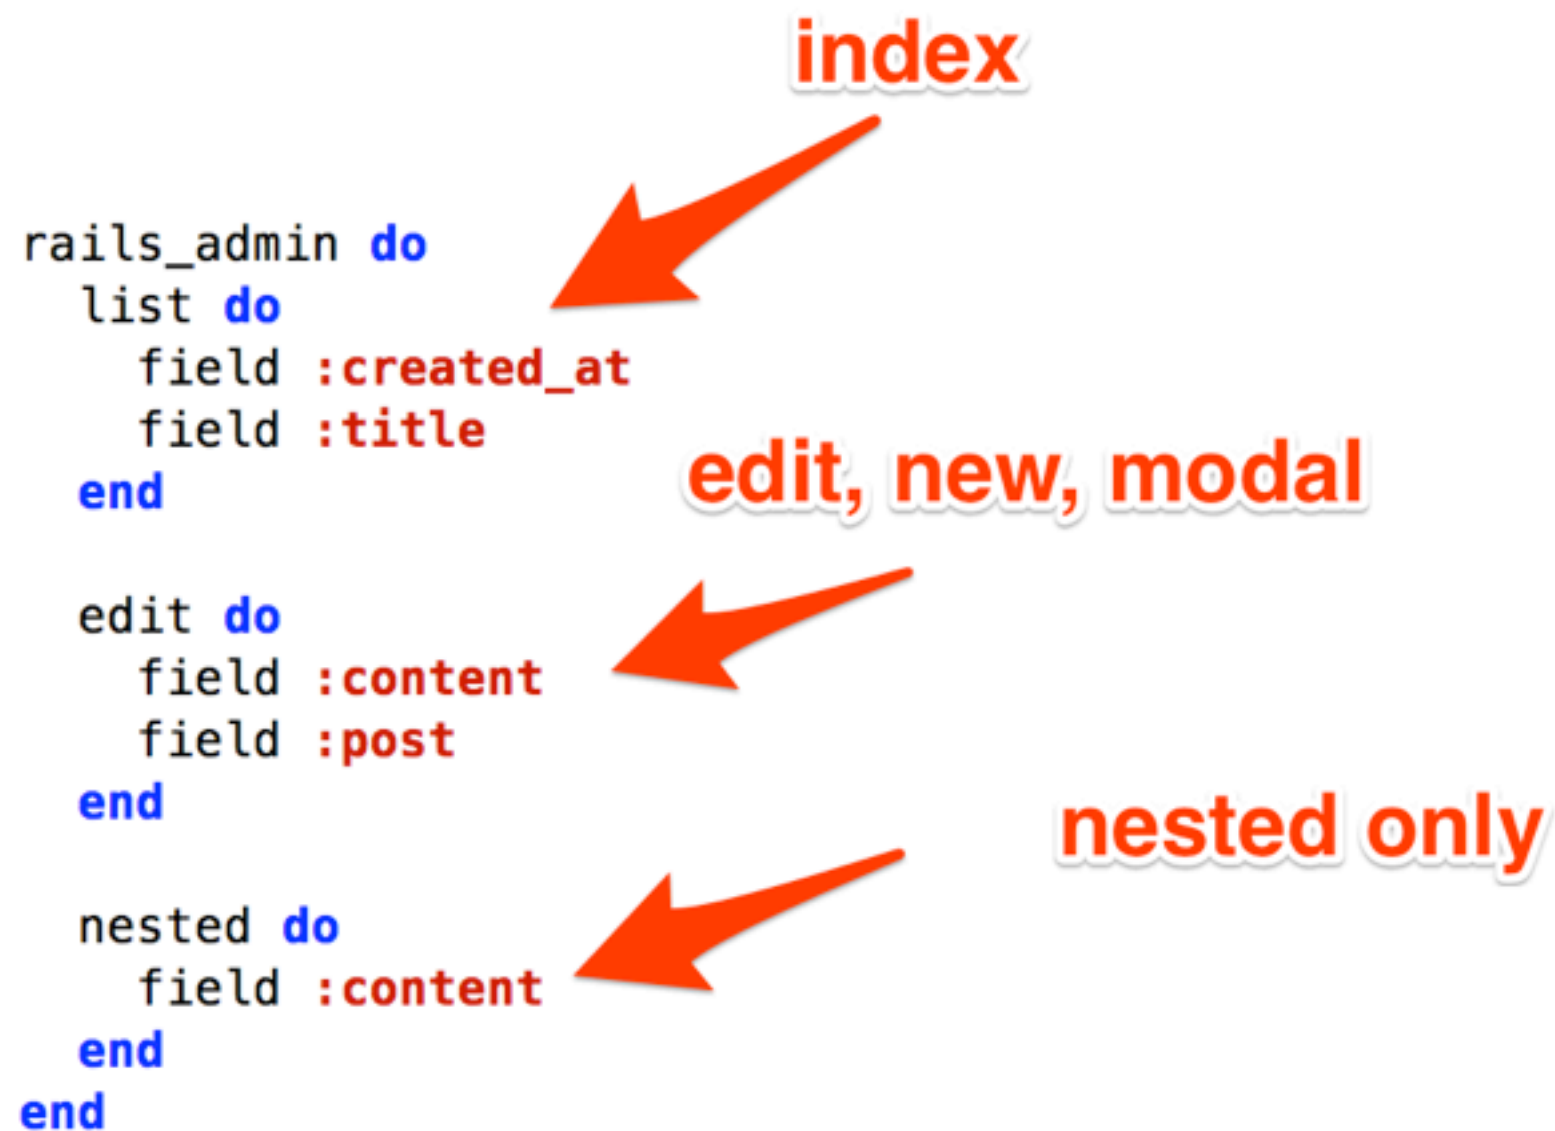 index
rails_admin do
  list do
    field :created_at
    field :title
  end
edit, new, modal
  edit do
    field :content
    field :post
  end
nested only
  nested do
    field :content
  end
end